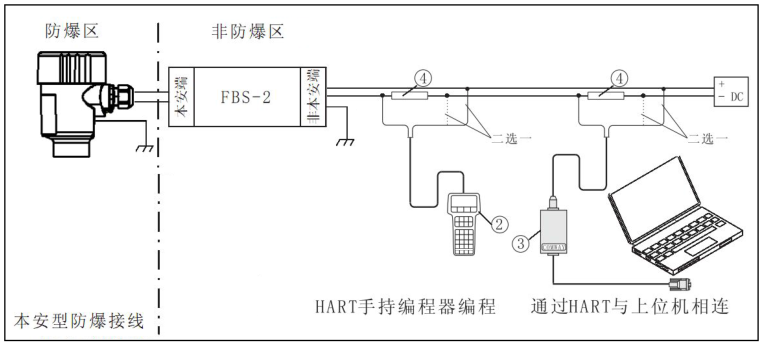 防爆区
非防爆区
本安端
FBS-2
非本安端
④
④
+
- DC
二选一
二选一
②
③
HART手持编程器编程
通过HART与上位机相连
本安型防爆接线